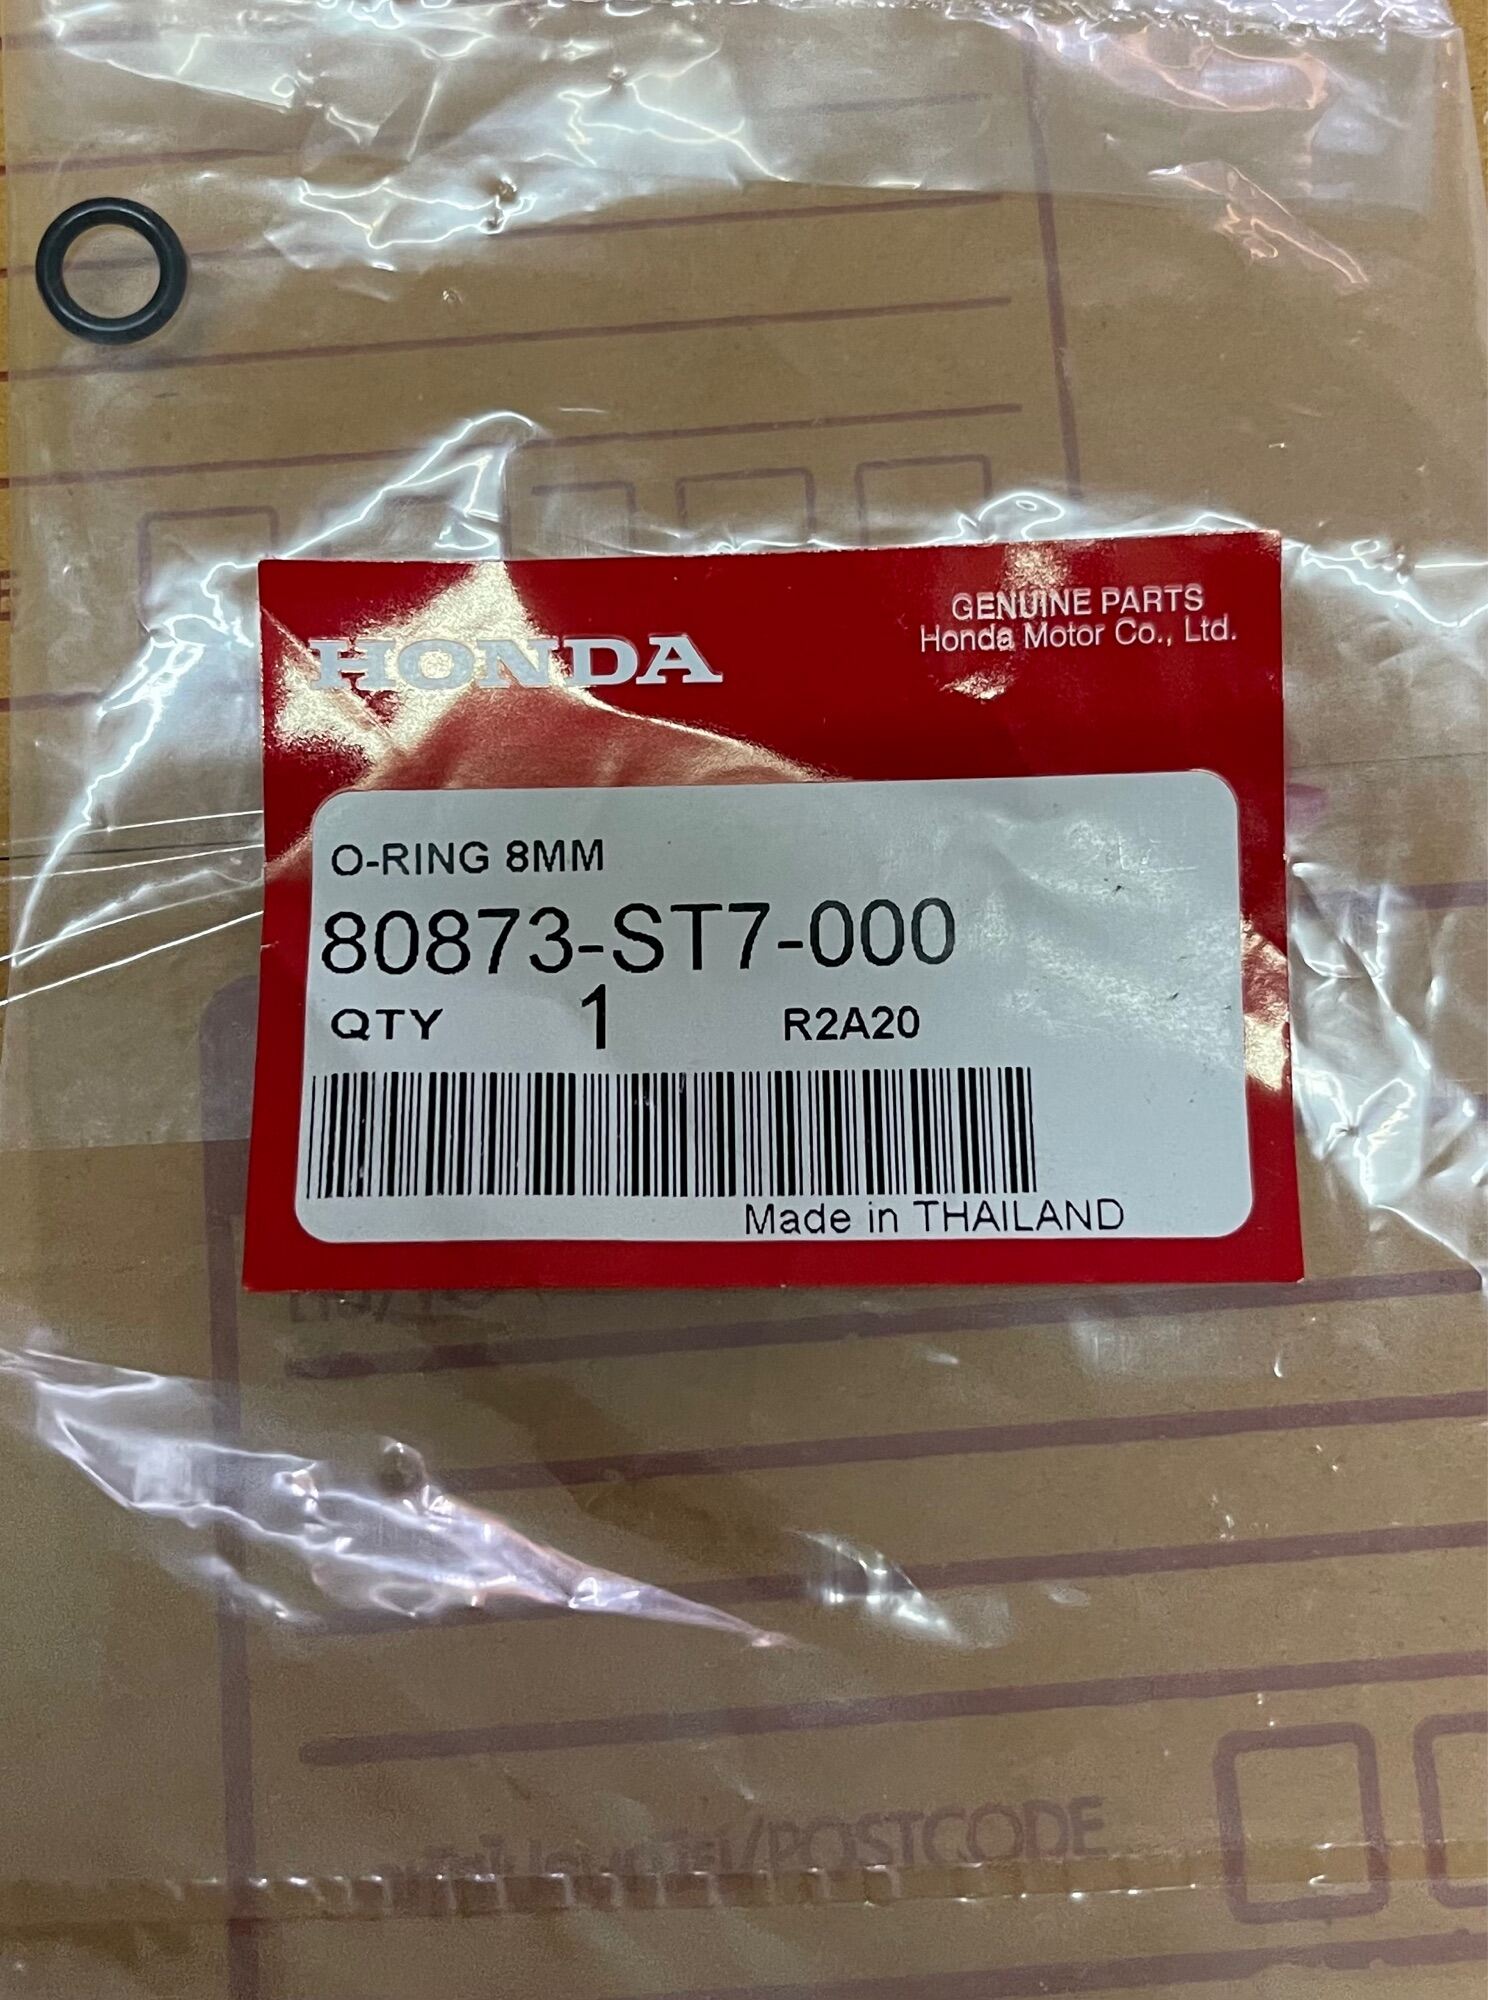 HONDA
GENUINE PARTS
Honda Motor Co., Ltd.
O-RING 8MM
80873-ST7-000
QTY 1 R2A20
Made in THAILAND
/POSTCODE